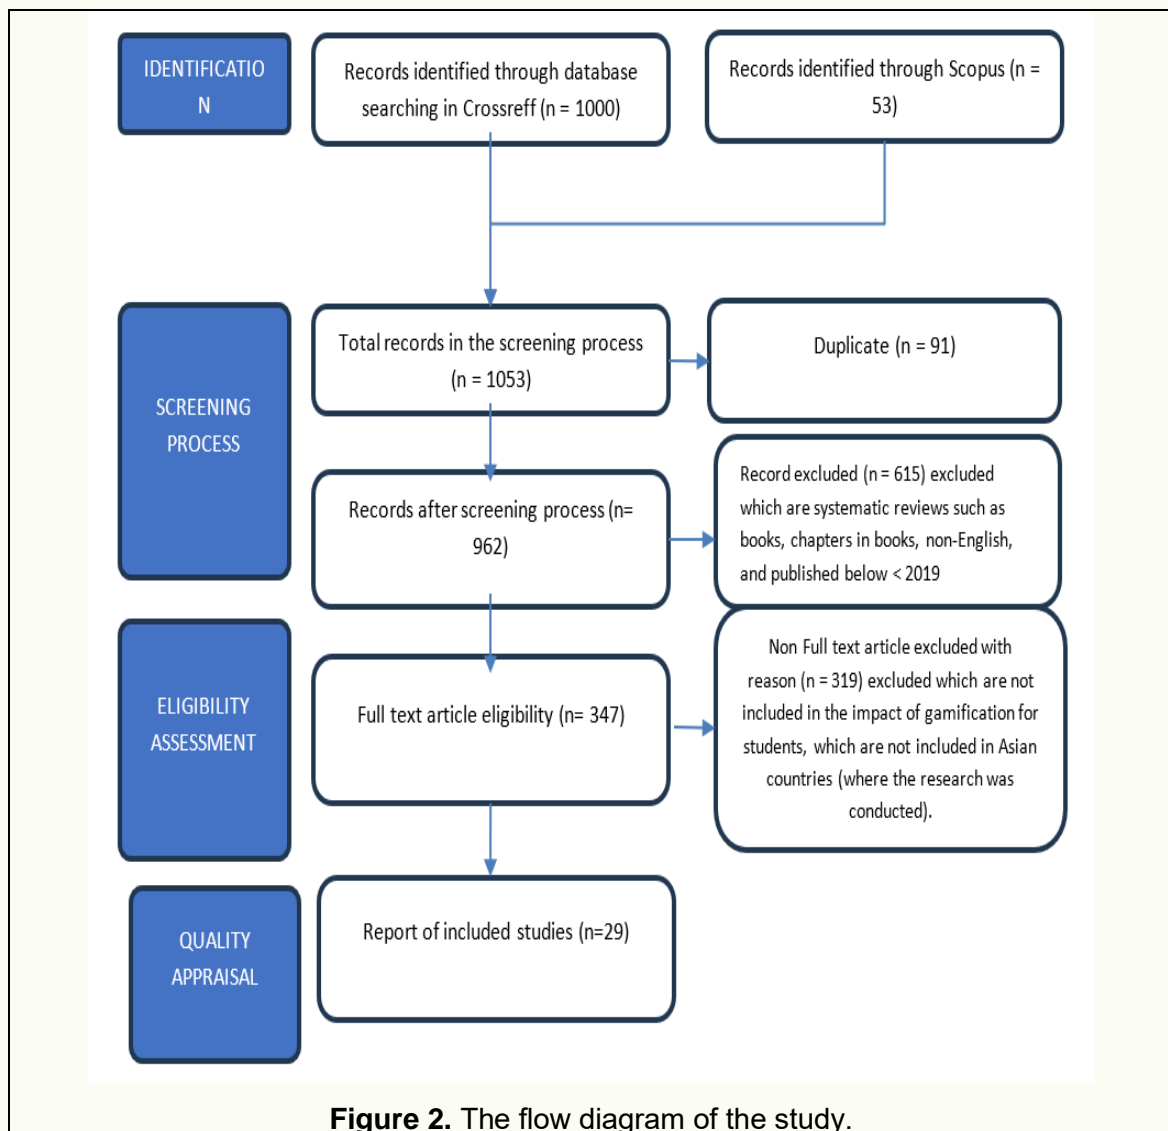 IDENTIFICATIO
N
Records identified through database
searching in Crossreff (n = 1000)
Records identified through Scopus (n =
53)
SCREENING
PROCESS
Total records in the screening process
(n = 1053)
Duplicate (n = 91)
Records after screening process (n=
962)
Record excluded (n = 615) excluded
which are systematic reviews such as
books, chapters in books, non-English,
and published below < 2019
ELIGIBILITY
ASSESSMENT
Full text article eligibility (n= 347)
Non Full text article excluded with
reason (n = 319) excluded which are not
included in the impact of gamification for
students, which are not included in Asian
countries (where the research was
conducted).
QUALITY
APPRAISAL
Report of included studies (n=29)
Figure 2. The flow diagram of the study.